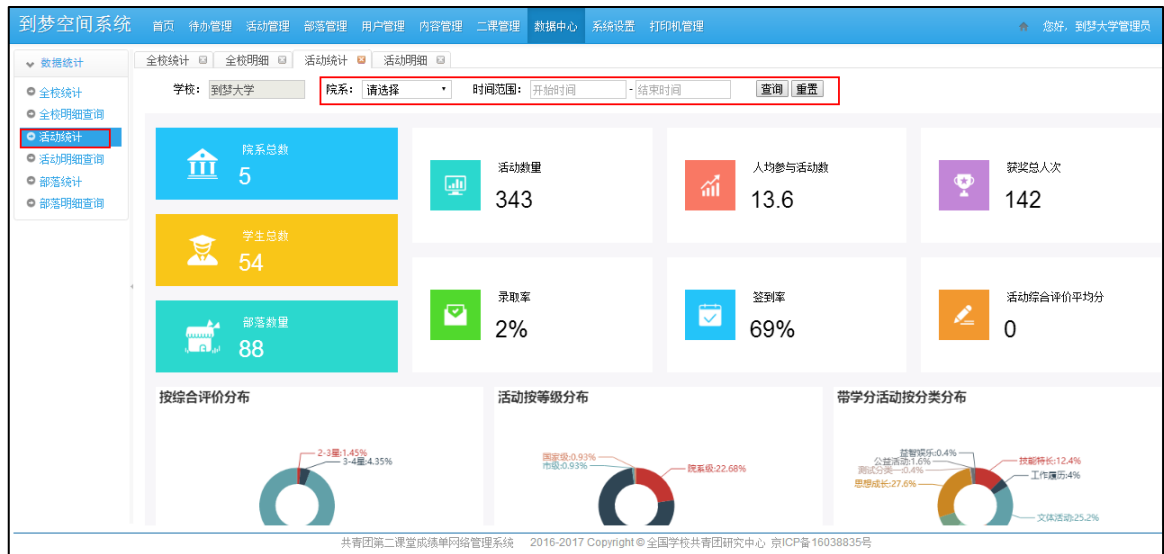 到梦空间系统 首页 待办管理 活动管理 部落管理 用户管理 内容管理 二课管理 数据中心 系统设置 打印机管理 您好，到梦大学管理员
数据统计
全校统计
全校明细查询
活动统计
活动明细查询
部落统计
部落明细查询
全校统计 全校明细 活动统计 活动明细
学校： 到梦大学 院系： 请选择 时间范围： 开始时间 - 结束时间 查询 重置
院系总数
5
学生总数
54
部落数量
88
活动数量
343
人均参与活动数
13.6
获奖总人次
142
录取率
2%
签到率
69%
活动综合评价平均分
0
按综合评价分布
2-3星:1.45%
3-4星:4.35%
活动按等级分布
国家级:0.93%
市级:0.93%
院系级:22.68%
带学分活动按分类分布
益智娱乐:0.4%
公益活动:1.6%
测试分类一:0.4%
思想成长:27.6%
技能特长:12.4%
工作履历:4%
文体活动:25.2%
共青团第二课堂成绩单网络管理系统 2016-2017 Copyright © 全国学校共青团研究中心 京ICP备16038835号